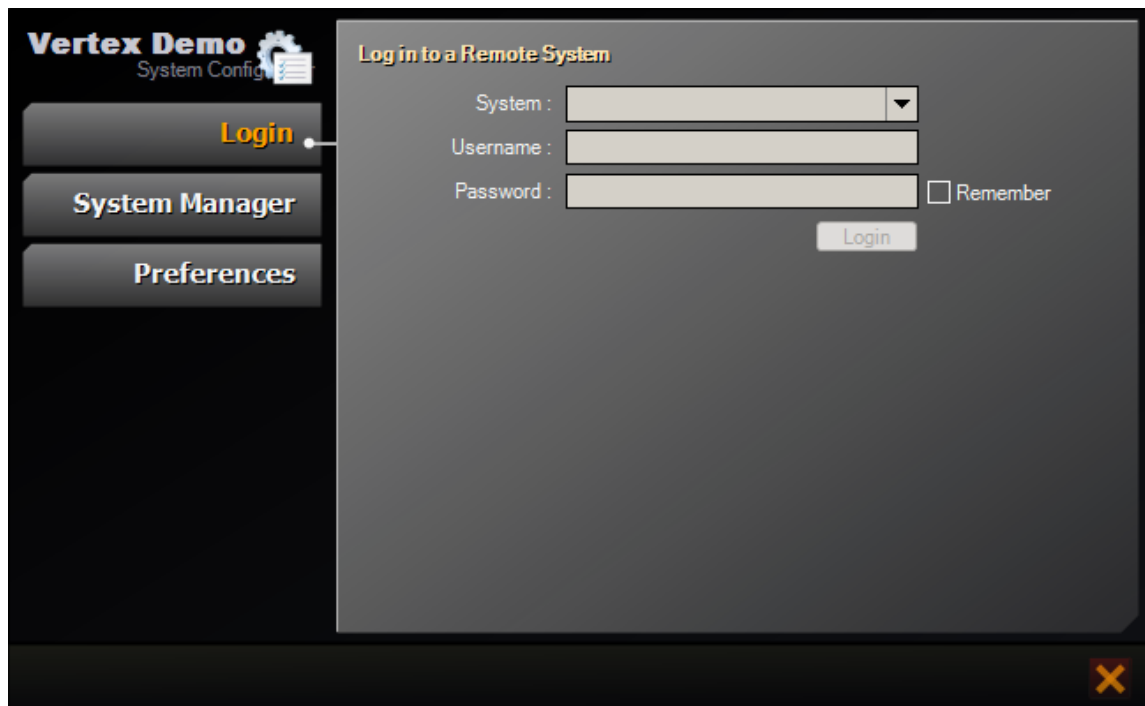 Vertex Demo
System Config
Login
System Manager
Preferences
Log in to a Remote System
System :
Username :
Password :
Remember
Login